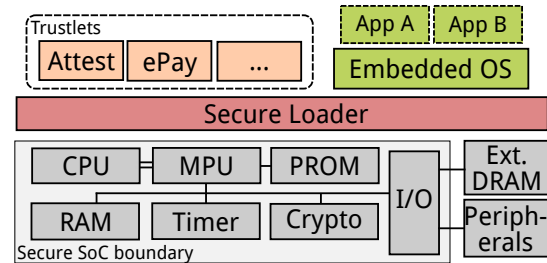 Trustlets
Attest
ePay
...
App A
App B
Embedded OS
Secure Loader
CPU
MPU
PROM
I/O
Ext.
DRAM
RAM
Timer
Crypto
Periph-
erals
Secure SoC boundary